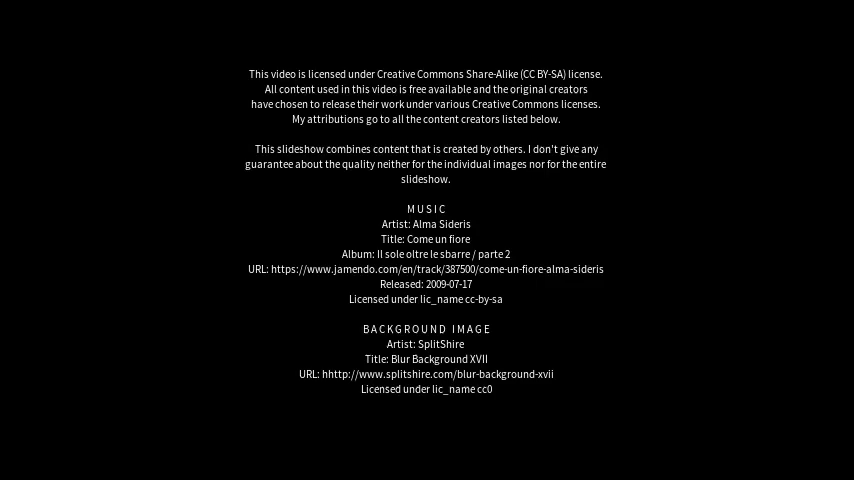 This video is licensed under Creative Commons Share-Alike (CC BY-SA) license.
All content used in this video is free available and the original creators
have chosen to release their work under various Creative Commons licenses.
My attributions go to all the content creators listed below.
This slideshow combines content that is created by others. I don't give any
guarantee about the quality neither for the individual images nor for the entire
slideshow.
MUSIC
Artist: Alma Sideris
Title: Come un fiore
Album: Il sole oltre le sbarre / parte 2
URL: https://www.jamendo.com/en/track/387500/come-un-fiore-alma-sideris
Released: 2009-07-17
Licensed under lic_name cc-by-sa
BACKGROUND IMAGE
Artist: SplitShire
Title: Blur Background XVII
URL: hhttp://www.splitshire.com/blur-background-xvii
Licensed under lic_name cc0